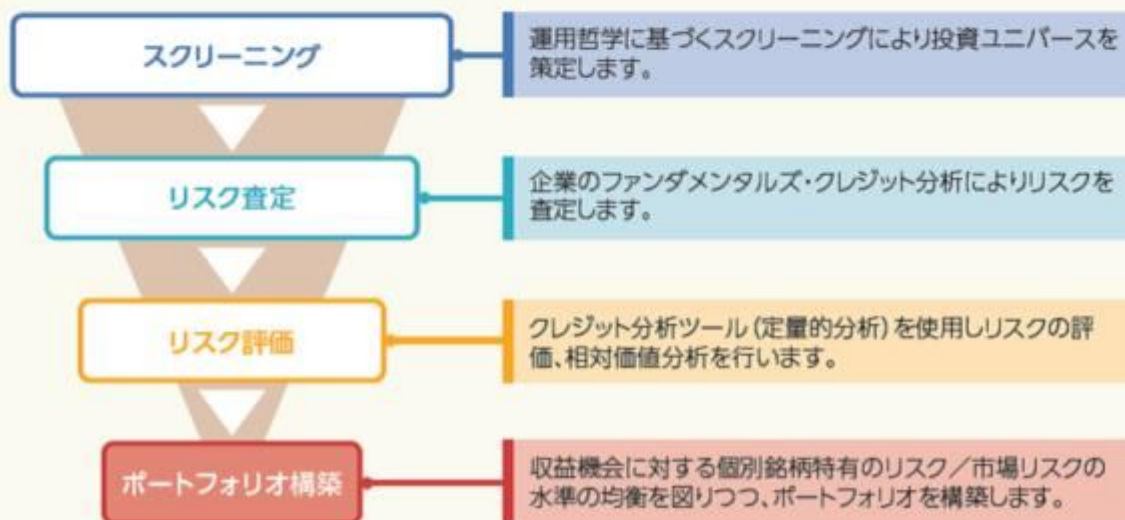 スクリーニング
運用哲学に基づくスクリーニングにより投資ユニバースを
策定します。
リスク査定
企業のファンダメンタルズ・クレジット分析によりリスクを
査定します。
リスク評価
クレジット分析ツール(定量的分析)を使用しリスクの評
価、相対価値分析を行います。
ポートフォリオ構築
収益機会に対する個別銘柄特有のリスク/市場リスクの
水準の均衡を図りつつ、ポートフォリオを構築します。